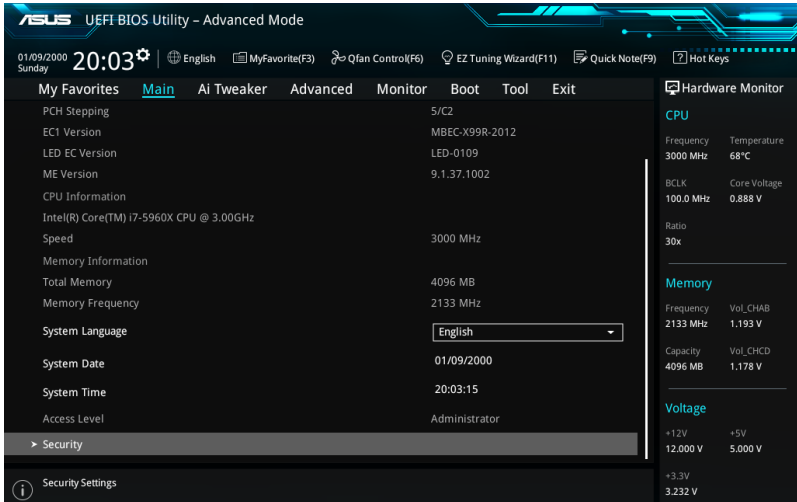 ASUS UEFI BIOS Utility – Advanced Mode
01/09/2000
Sunday
20:03
English
MyFavorite(F3)
Qfan Control(F6)
EZ Tuning Wizard(F11)
Quick Note(F9)
? Hot Keys
My Favorites Main Ai Tweaker Advanced Monitor Boot Tool Exit
PCH Stepping 5/C2
EC1 Version MBEC-X99R-2012
LED EC Version LED-0109
ME Version 9.1.37.1002
CPU Information
Intel(R) Core(TM) i7-5960X CPU @ 3.00GHz
Speed 3000 MHz
Memory Information
Total Memory 4096 MB
Memory Frequency 2133 MHz
System Language English
System Date 01/09/2000
System Time 20:03:15
Access Level Administrator
> Security
i Security Settings
Hardware Monitor
CPU
Frequency Temperature
3000 MHz 68°C
BCLK Core Voltage
100.0 MHz 0.888 V
Ratio
30x
Memory
Frequency Vol_CHAB
2133 MHz 1.193 V
Capacity Vol_CHCD
4096 MB 1.178 V
Voltage
+12V +5V
12.000 V 5.000 V
+3.3V
3.232 V